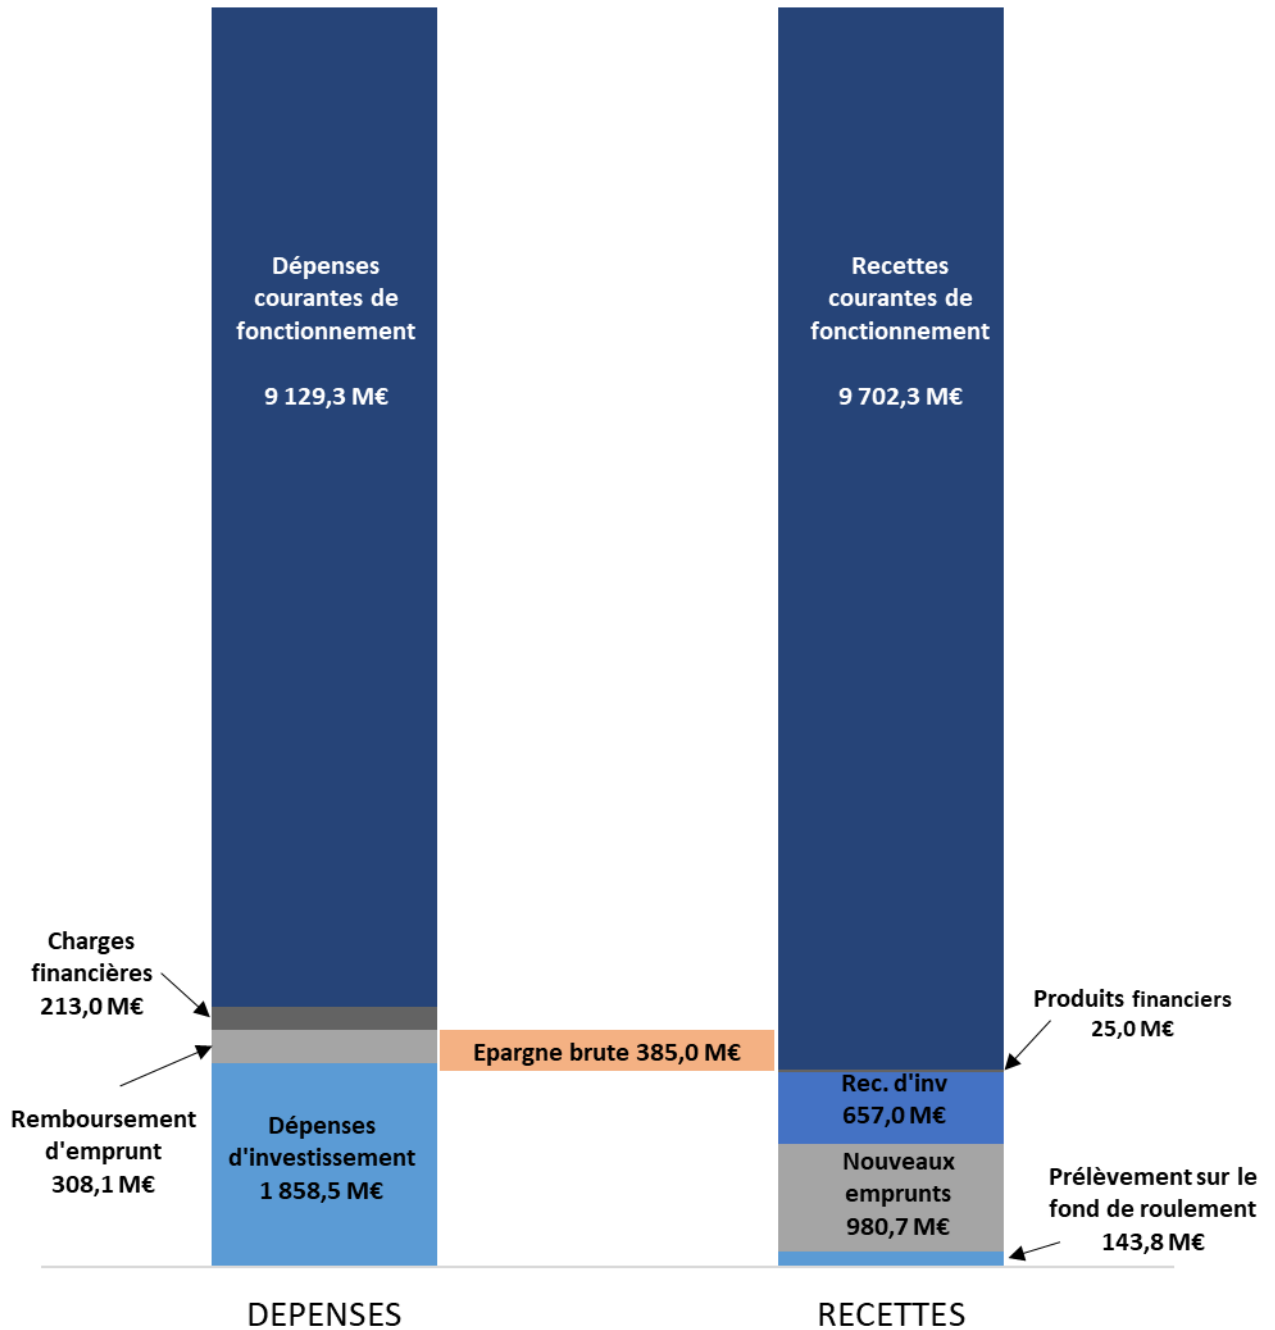 Dépenses
courantes de
fonctionnement
9 129,3 M€
Recettes
courantes de
fonctionnement
9 702,3 M€
Charges
financières
213,0 M€
Remboursement
d'emprunt
308,1 M€
Dépenses
d'investissement
1 858,5 M€
Epargne brute 385,0 M€
Produits financiers
25,0 M€
Rec. d'inv
657,0 M€
Nouveaux
emprunts
980,7 M€
Prélèvement sur le
fond de roulement
143,8 M€
DEPENSES
RECETTES